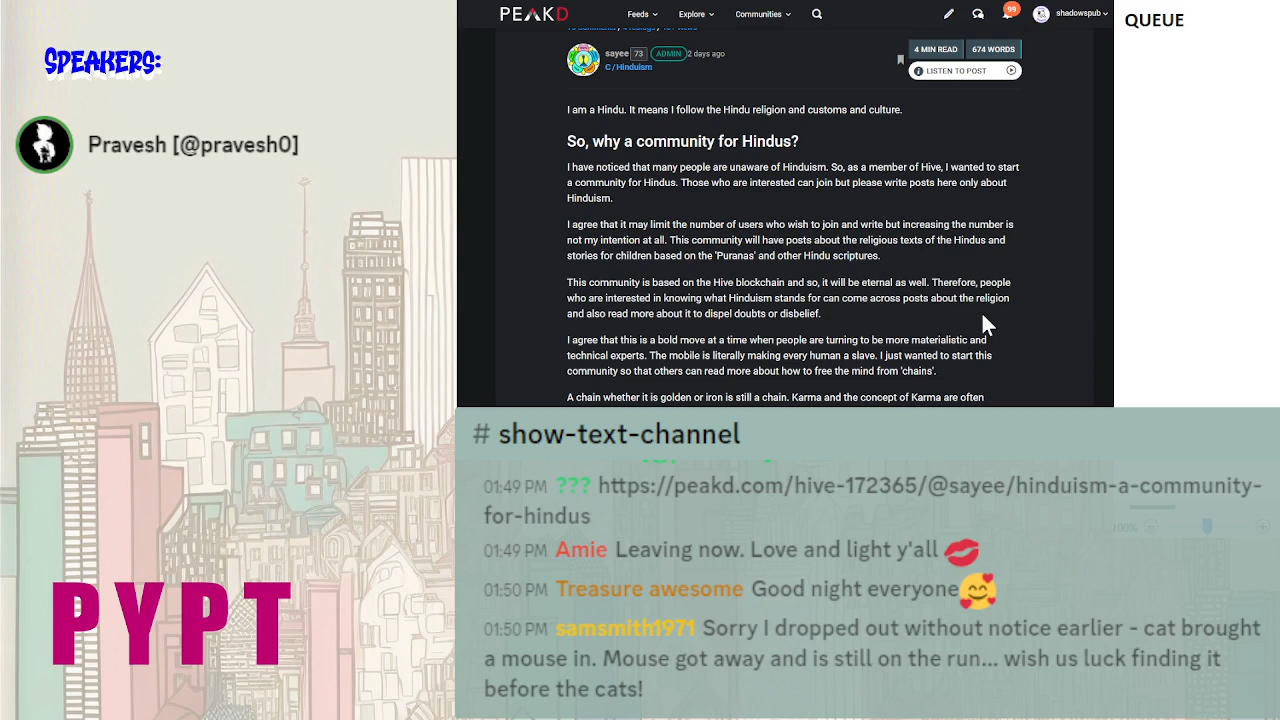 SPEAKERS:
Pravesh [@pravesh0]
PYPT
PEAKD
Feeds
Explore
Communities
99
shadowspub
QUEUE
sayee 73 ADMIN 2 days ago
C/Hinduism
4 MIN READ 674 WORDS
LISTEN TO POST
I am a Hindu. It means I follow the Hindu religion and customs and culture.
So, why a community for Hindus?
I have noticed that many people are unaware of Hinduism. So, as a member of Hive, I wanted to start
a community for Hindus. Those who are interested can join but please write posts here only about
Hinduism.
I agree that it may limit the number of users who wish to join and write but increasing the number is
not my intention at all. This community will have posts about the religious texts of the Hindus and
stories for children based on the 'Puranas' and other Hindu scriptures.
This community is based on the Hive blockchain and so, it will be eternal as well. Therefore, people
who are interested in knowing what Hinduism stands for can come across posts about the religion
and also read more about it to dispel doubts or disbelief.
I agree that this is a bold move at a time when people are turning to be more materialistic and
technical experts. The mobile is literally making every human a slave. I just wanted to start this
community so that others can read more about how to free the mind from 'chains'.
A chain whether it is golden or iron is still a chain. Karma and the concept of Karma are often
# show-text-channel
01:49 PM ??? https://peakd.com/hive-172365/@sayee/hinduism-a-community-
for-hindus
01:49 PM Amie Leaving now. Love and light y'all 💋
01:50 PM Treasure awesome Good night everyone🥰
01:50 PM samsmith1971 Sorry I dropped out without notice earlier - cat brought
a mouse in. Mouse got away and is still on the run... wish us luck finding it
before the cats!
100%